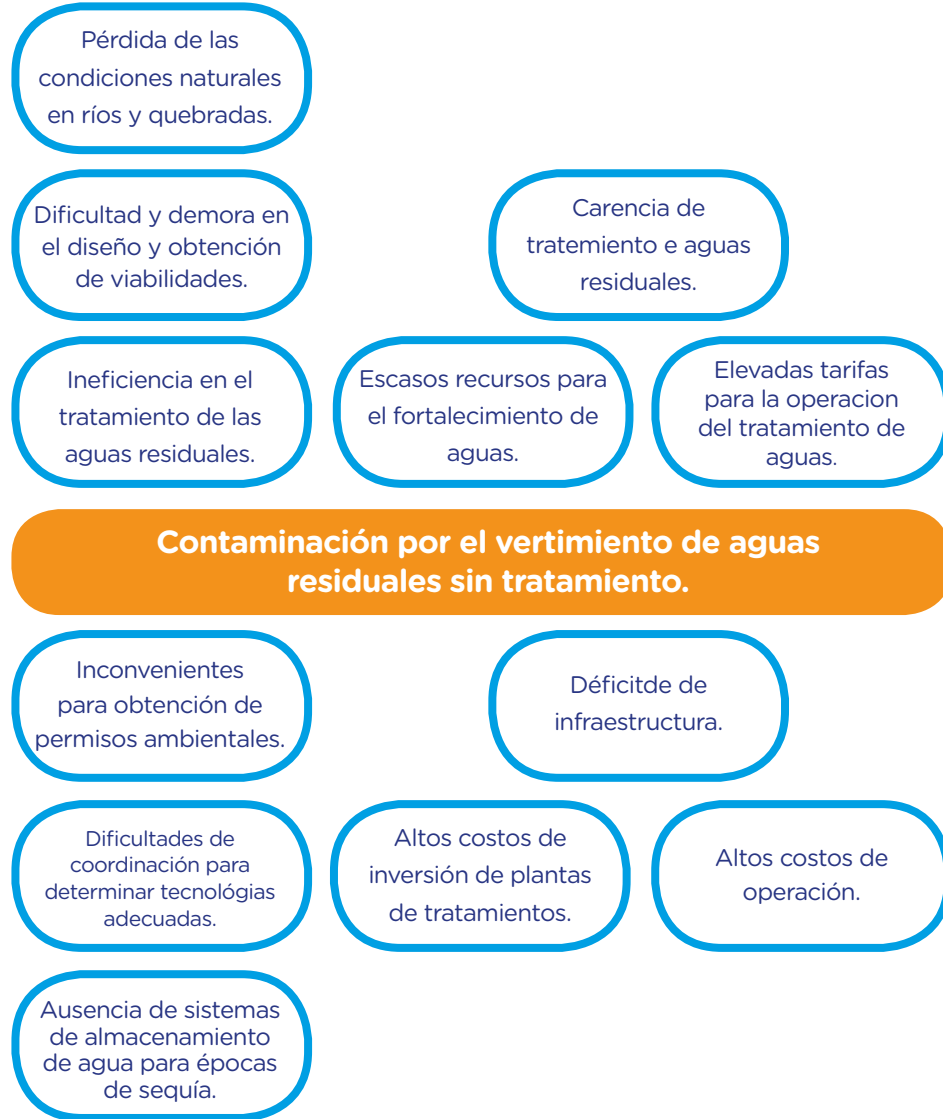 Pérdida de las
condiciones naturales
en ríos y quebradas.
Dificultad y demora en
el diseño y obtención
de viabilidades.
Carencia de
tratemiento e aguas
residuales.
Ineficiencia en el
tratamiento de las
aguas residuales.
Escasos recursos para
el fortalecimiento de
aguas.
Elevadas tarifas
para la operacion
del tratamiento de
aguas.
Contaminación por el vertimiento de aguas
residuales sin tratamiento.
Inconvenientes
para obtención de
permisos ambientales.
Déficitde de
infraestructura.
Dificultades de
coordinación para
determinar tecnológias
adecuadas.
Altos costos de
inversión de plantas
de tratamientos.
Altos costos de
operación.
Ausencia de sistemas
de almacenamiento
de agua para épocas
de sequía.